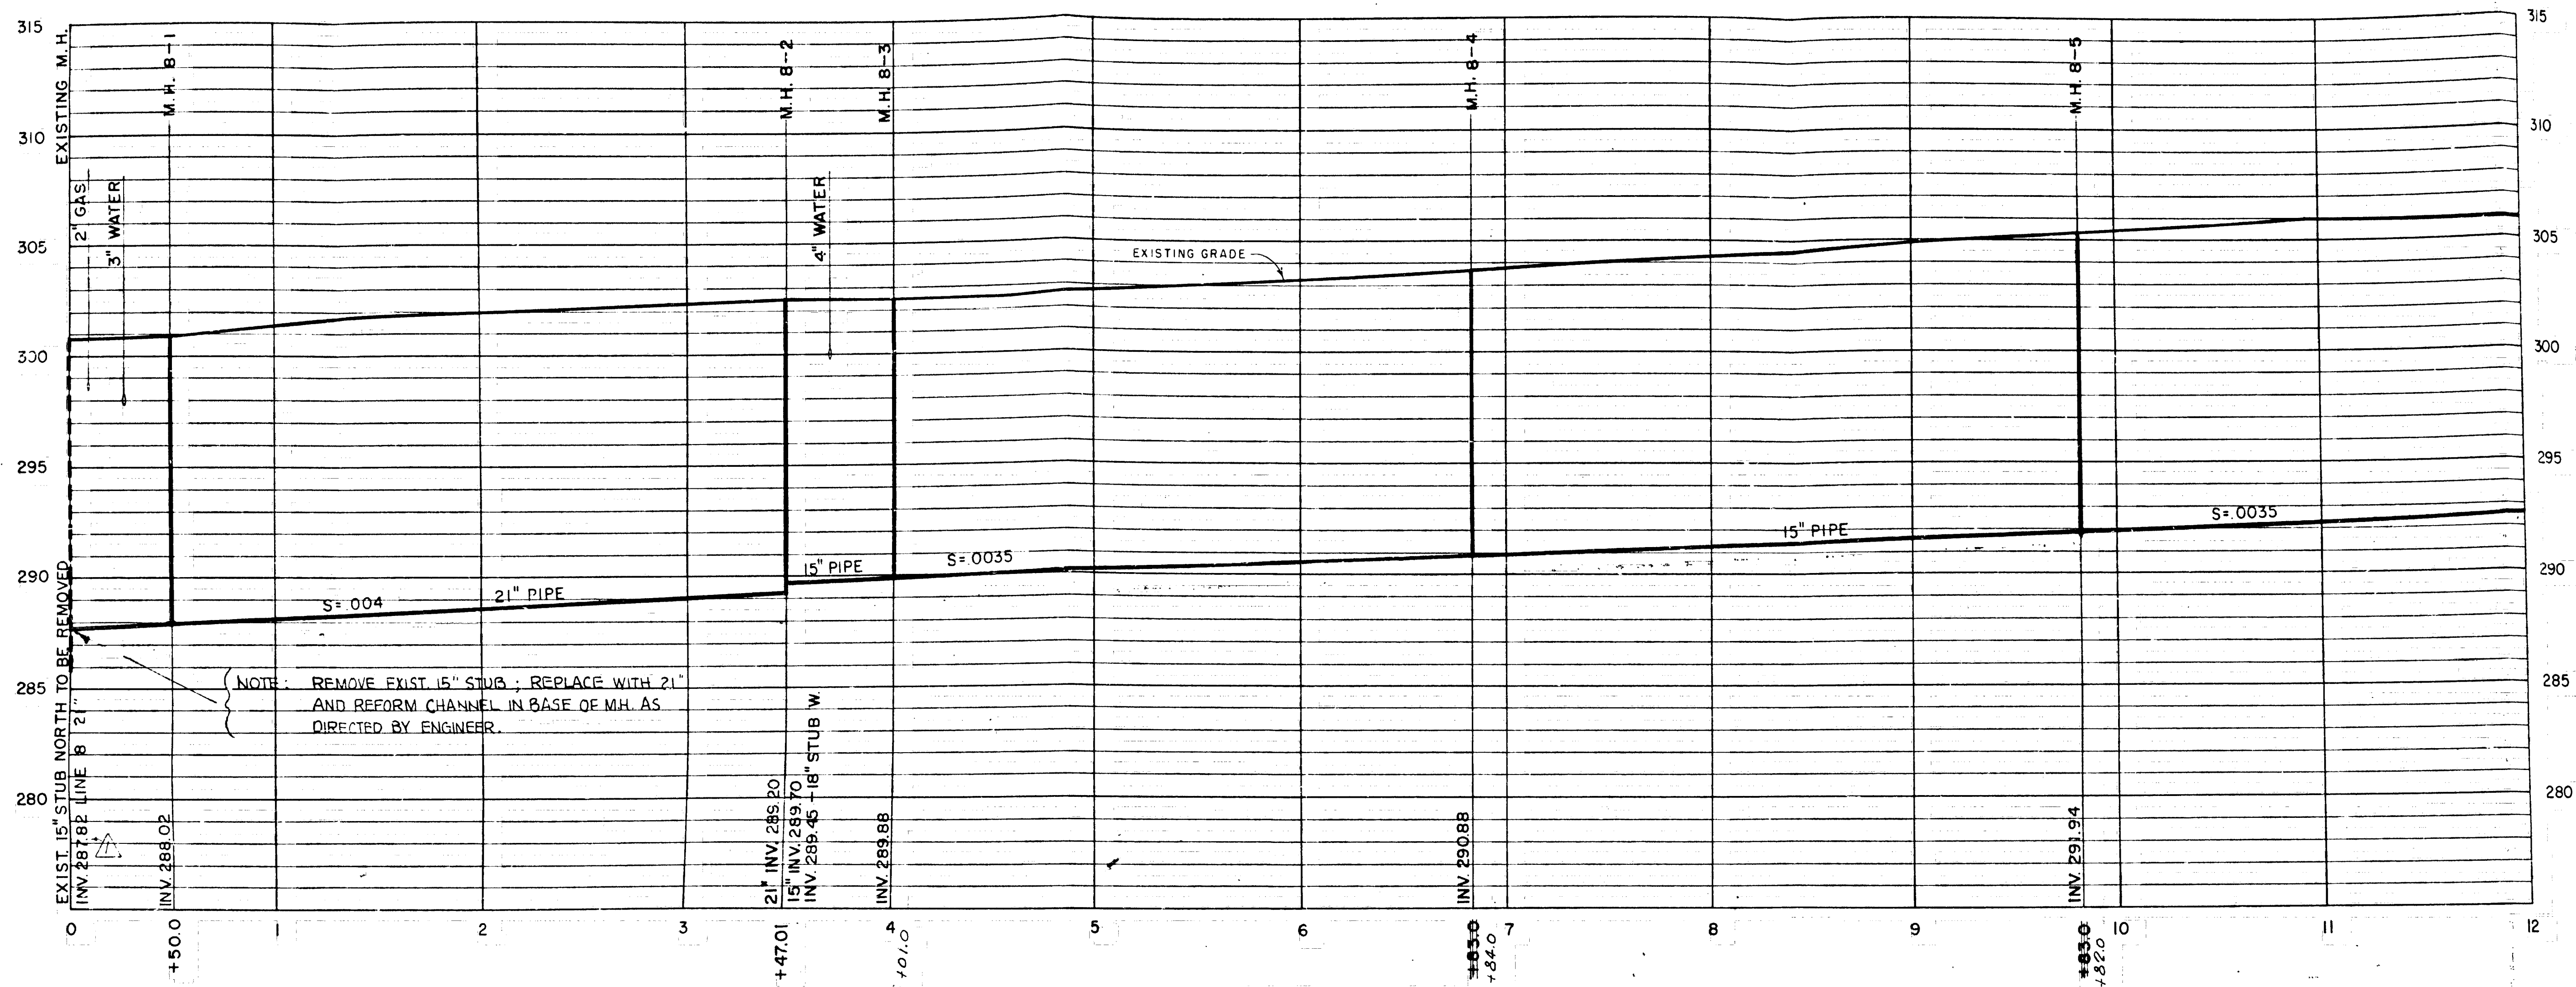 315
310
305
300
295
290
285
280
EXISTING M.H.
2" GAS
3" WATER
M.H. 8-1
M.H. 8-2
4" WATER
M.H. 8-3
M.H. 8-4
M.H. 8-5
EXISTING GRADE
S=.004
21" PIPE
15" PIPE
S=.0035
15" PIPE
S=.0035
NOTE: REMOVE EXIST. 15" STUB; REPLACE WITH 21"
AND REFORM CHANNEL IN BASE OF M.H. AS
DIRECTED BY ENGINEER.
EXIST. 15" STUB NORTH TO BE REMOVED
INV. 287.82 LINE 8 21"
1
INV. 288.02
21" INV. 289.20
15" INV. 289.70
INV. 289.45 -18" STUB W.
INV. 289.88
INV. 290.88
INV. 291.94
315
310
305
300
295
290
285
280
0
+50.0
1
2
3
+47.01
4
+01.0
5
6
+83.0
+84.0
7
8
9
+83.0
+82.0
10
11
12